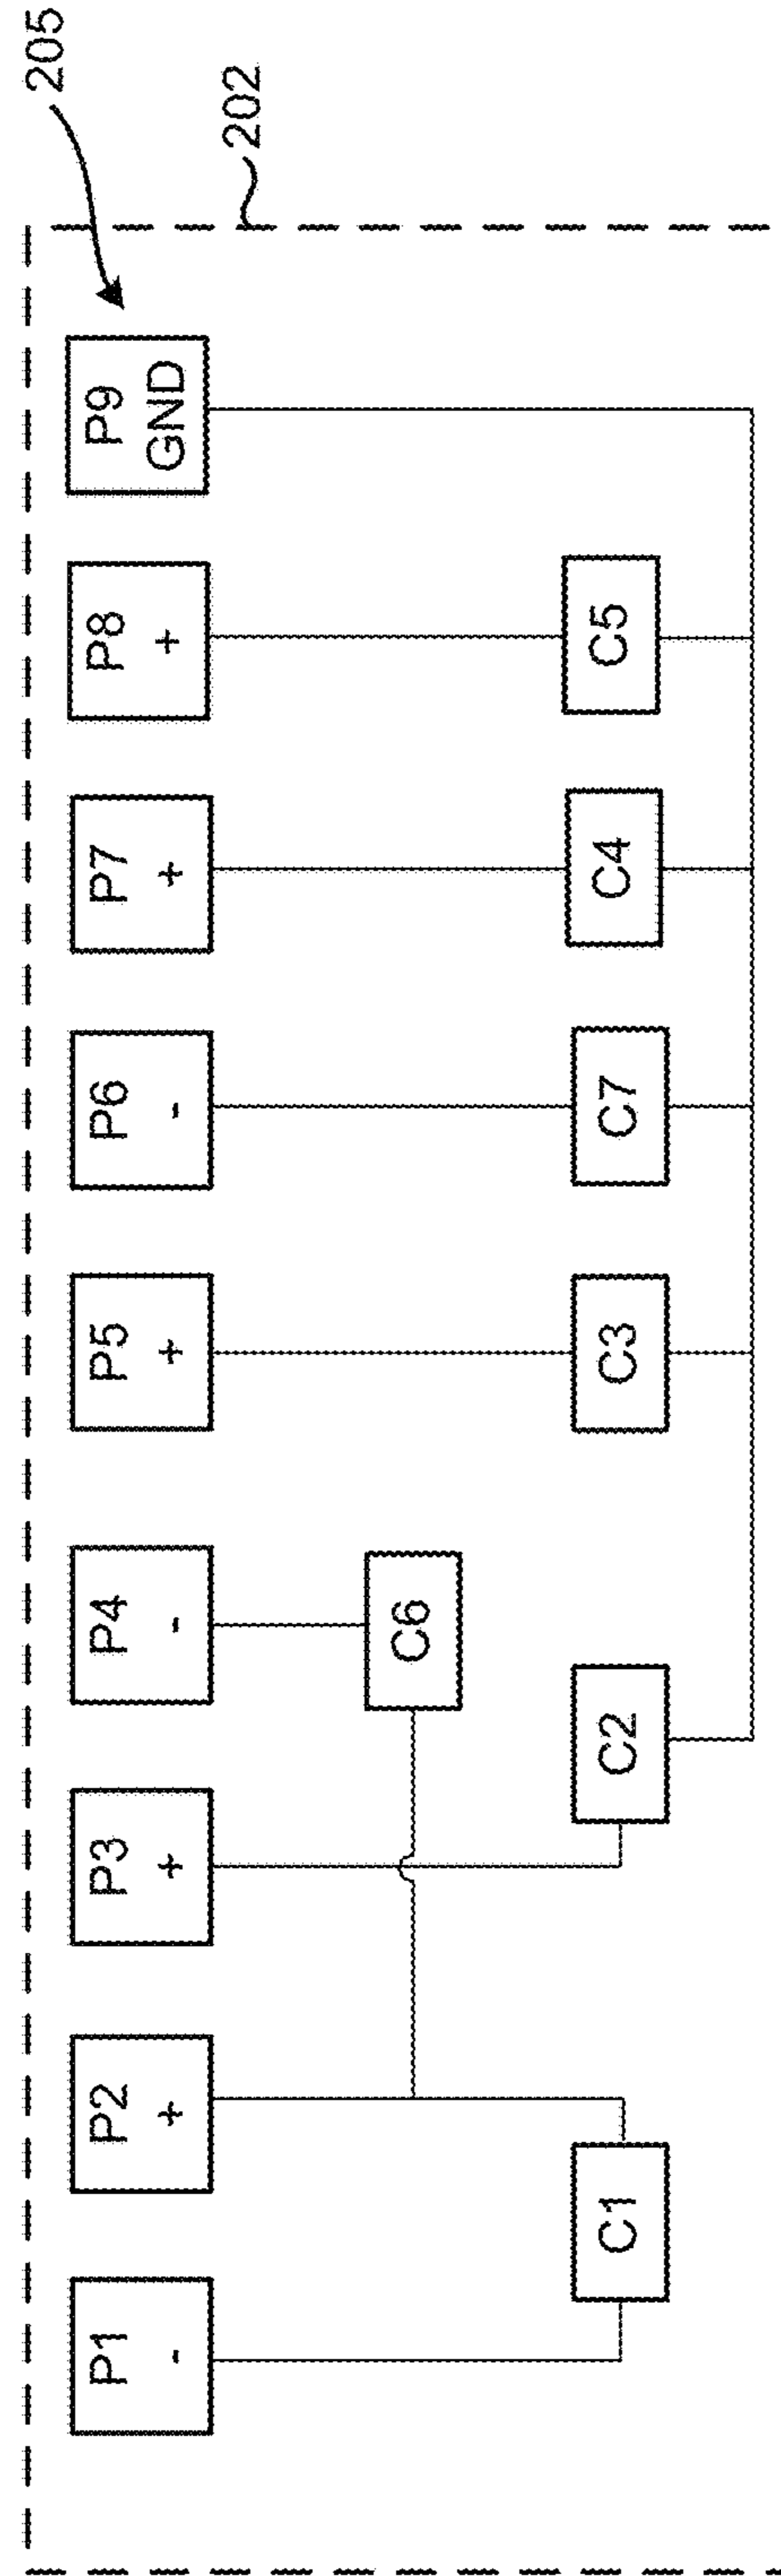 205
202
P1
-
P2
+
P3
+
P4
-
P5
+
P6
-
P7
+
P8
+
P9
GND
C6
C1
C2
C3
C7
C4
C5